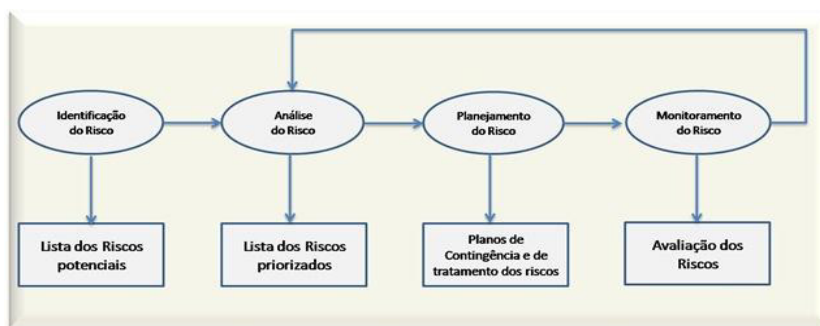 Identificação
do Risco
Análise
do Risco
Planejamento
do Risco
Monitoramento
do Risco
Lista dos Riscos
potenciais
Lista dos Riscos
priorizados
Planos de
Contingência e de
tratamento dos riscos
Avaliação dos
Riscos